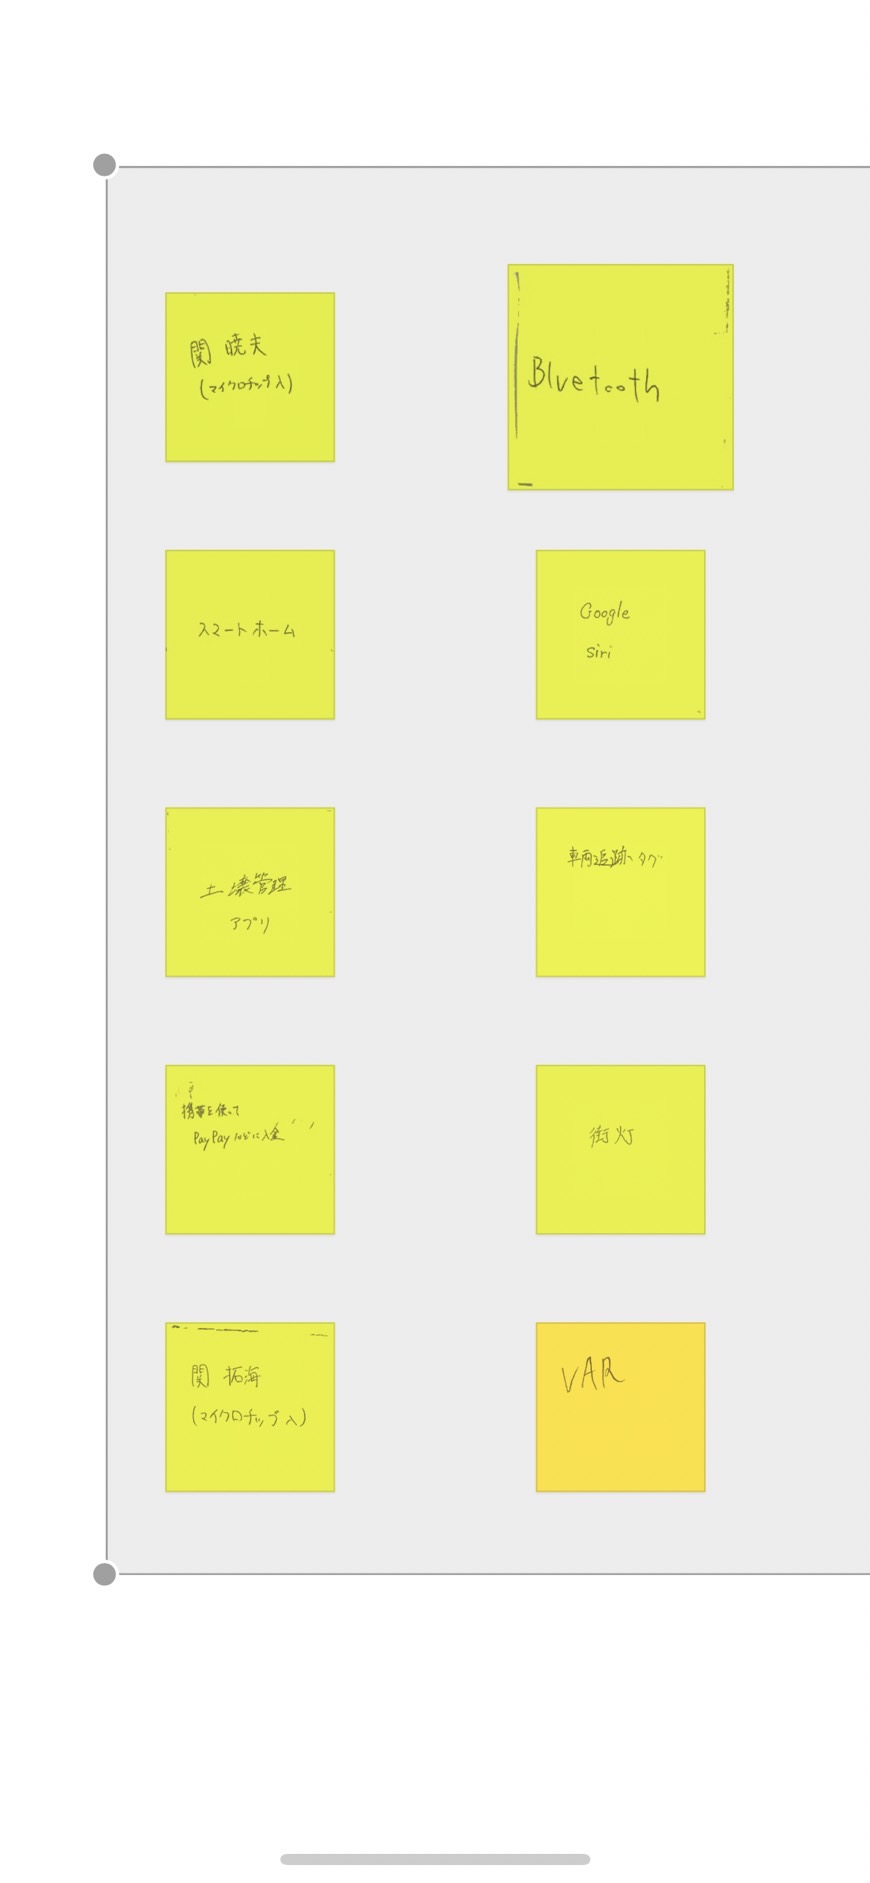 関 暁夫
(マイクロチップ入)
Bluetooth
スマートホーム
Google
siri
土壌管理
アプリ
車両追跡タグ
携帯を使って
PayPayなどに入金
街灯
関 拓海
(マイクロチップ入)
VAR